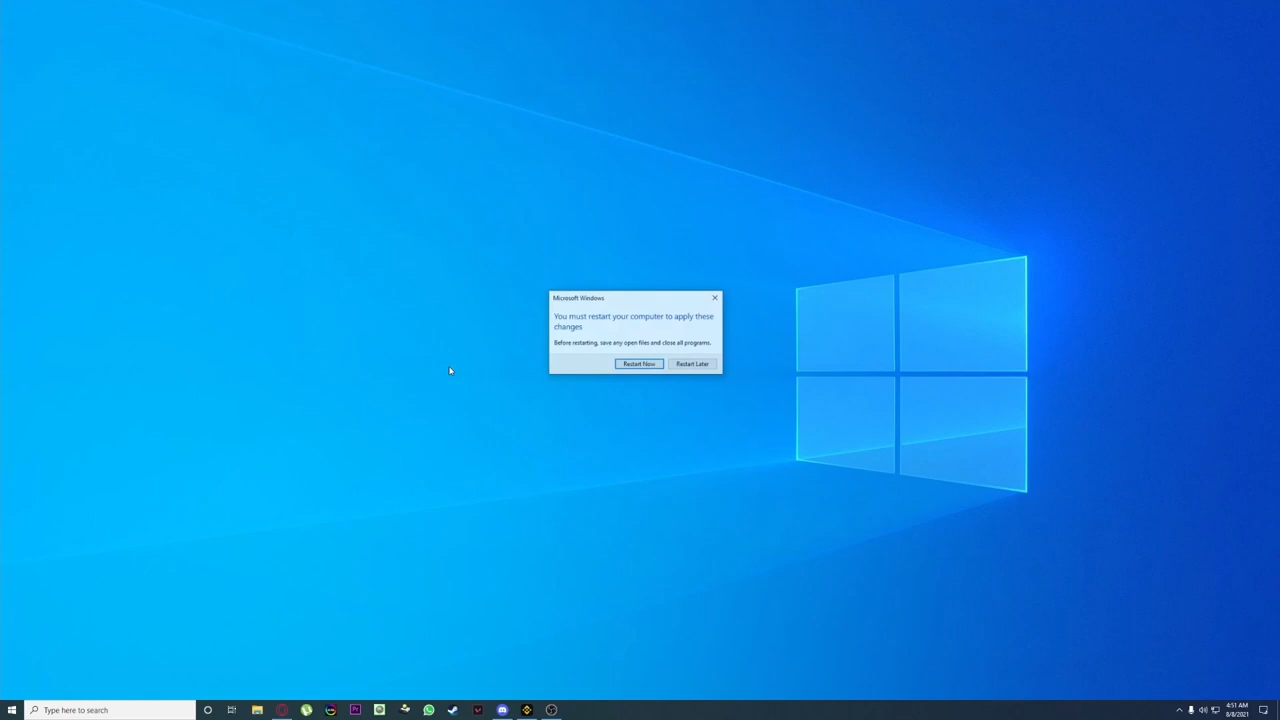 Microsoft Windows
You must restart your computer to apply these
changes
Before restarting, save any open files and close all programs.
Restart Now
Restart Later
Type here to search
4:51 AM
8/8/2021